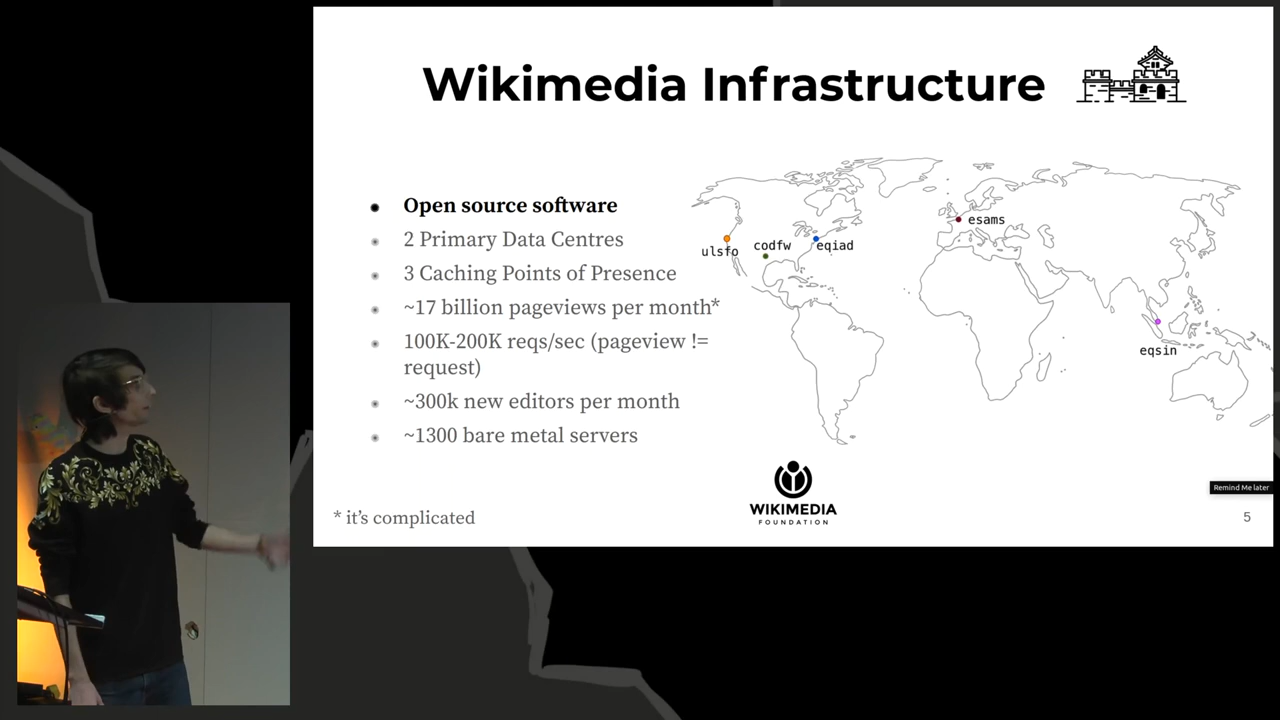 Wikimedia Infrastructure
Open source software
2 Primary Data Centres
3 Caching Points of Presence
~17 billion pageviews per month*
100K-200K reqs/sec (pageview !=
request)
~300k new editors per month
~1300 bare metal servers
ulsfo
codfw
eqiad
esams
eqsin
WIKIMEDIA
FOUNDATION
Remind Me later
* it's complicated
5